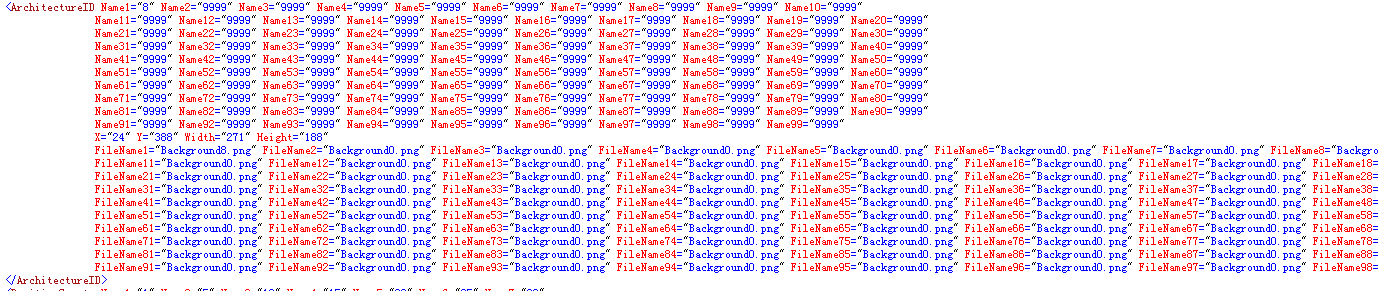 <ArchitectureID Name1="8" Name2="9999" Name3="9999" Name4="9999" Name5="9999" Name6="9999" Name7="9999" Name8="9999" Name9="9999" Name10="9999"
Name11="9999" Name12="9999" Name13="9999" Name14="9999" Name15="9999" Name16="9999" Name17="9999" Name18="9999" Name19="9999" Name20="9999"
Name21="9999" Name22="9999" Name23="9999" Name24="9999" Name25="9999" Name26="9999" Name27="9999" Name28="9999" Name29="9999" Name30="9999"
Name31="9999" Name32="9999" Name33="9999" Name34="9999" Name35="9999" Name36="9999" Name37="9999" Name38="9999" Name39="9999" Name40="9999"
Name41="9999" Name42="9999" Name43="9999" Name44="9999" Name45="9999" Name46="9999" Name47="9999" Name48="9999" Name49="9999" Name50="9999"
Name51="9999" Name52="9999" Name53="9999" Name54="9999" Name55="9999" Name56="9999" Name57="9999" Name58="9999" Name59="9999" Name60="9999"
Name61="9999" Name62="9999" Name63="9999" Name64="9999" Name65="9999" Name66="9999" Name67="9999" Name68="9999" Name69="9999" Name70="9999"
Name71="9999" Name72="9999" Name73="9999" Name74="9999" Name75="9999" Name76="9999" Name77="9999" Name78="9999" Name79="9999" Name80="9999"
Name81="9999" Name82="9999" Name83="9999" Name84="9999" Name85="9999" Name86="9999" Name87="9999" Name88="9999" Name89="9999" Name90="9999"
Name91="9999" Name92="9999" Name93="9999" Name94="9999" Name95="9999" Name96="9999" Name97="9999" Name98="9999" Name99="9999"
X="24" Y="388" Width="271" Height="188"
FileName1="Background8.png" FileName2="Background0.png" FileName3="Background0.png" FileName4="Background0.png" FileName5="Background0.png" FileName6="Background0.png" FileName7="Background0.png" FileName8="Backgro
FileName11="Background0.png" FileName12="Background0.png" FileName13="Background0.png" FileName14="Background0.png" FileName15="Background0.png" FileName16="Background0.png" FileName17="Background0.png" FileName18=
FileName21="Background0.png" FileName22="Background0.png" FileName23="Background0.png" FileName24="Background0.png" FileName25="Background0.png" FileName26="Background0.png" FileName27="Background0.png" FileName28=
FileName31="Background0.png" FileName32="Background0.png" FileName33="Background0.png" FileName34="Background0.png" FileName35="Background0.png" FileName36="Background0.png" FileName37="Background0.png" FileName38=
FileName41="Background0.png" FileName42="Background0.png" FileName43="Background0.png" FileName44="Background0.png" FileName45="Background0.png" FileName46="Background0.png" FileName47="Background0.png" FileName48=
FileName51="Background0.png" FileName52="Background0.png" FileName53="Background0.png" FileName54="Background0.png" FileName55="Background0.png" FileName56="Background0.png" FileName57="Background0.png" FileName58=
FileName61="Background0.png" FileName62="Background0.png" FileName63="Background0.png" FileName64="Background0.png" FileName65="Background0.png" FileName66="Background0.png" FileName67="Background0.png" FileName68=
FileName71="Background0.png" FileName72="Background0.png" FileName73="Background0.png" FileName74="Background0.png" FileName75="Background0.png" FileName76="Background0.png" FileName77="Background0.png" FileName78=
FileName81="Background0.png" FileName82="Background0.png" FileName83="Background0.png" FileName84="Background0.png" FileName85="Background0.png" FileName86="Background0.png" FileName87="Background0.png" FileName88=
FileName91="Background0.png" FileName92="Background0.png" FileName93="Background0.png" FileName94="Background0.png" FileName95="Background0.png" FileName96="Background0.png" FileName97="Background0.png" FileName98=
</ArchitectureID>